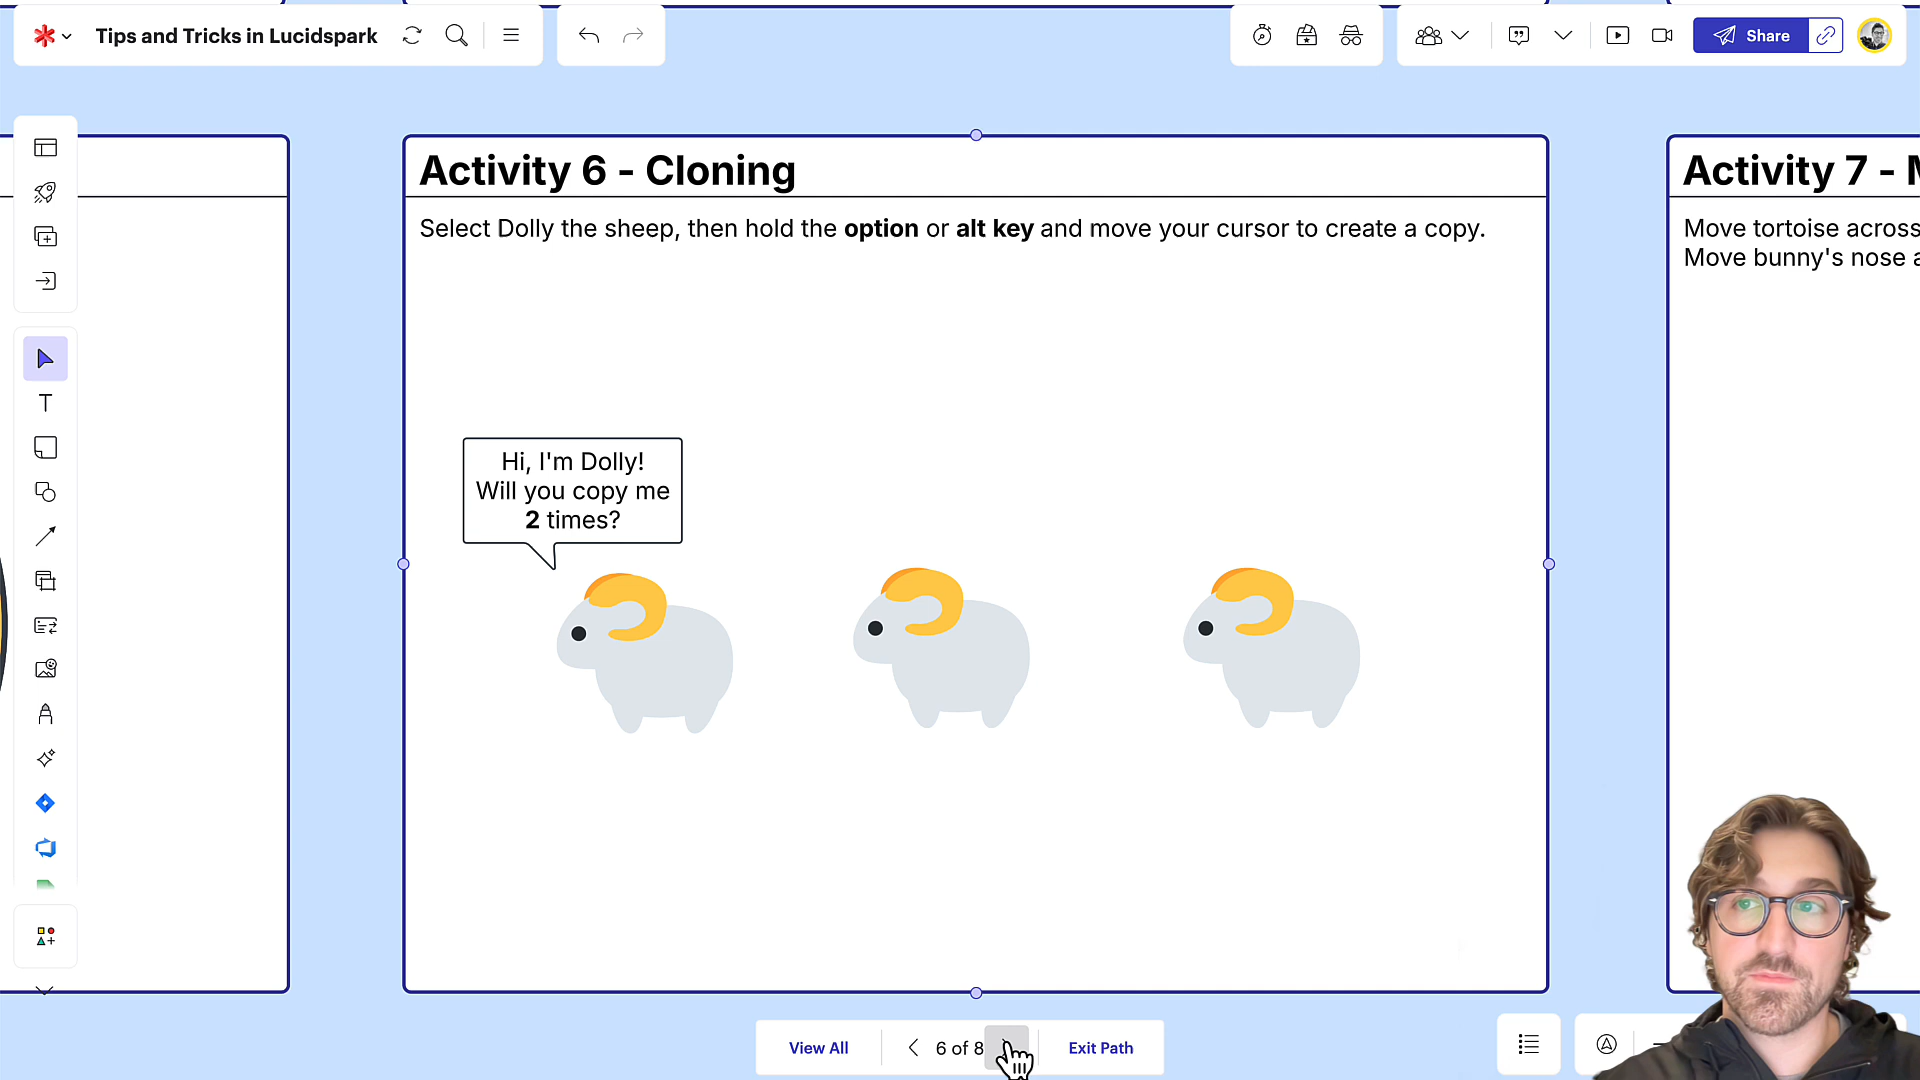 Tips and Tricks in Lucidspark
Share
Activity 6 - Cloning
Select Dolly the sheep, then hold the option or alt key and move your cursor to create a copy.
Hi, I'm Dolly!
Will you copy me
2 times?
Activity 7 -
Move tortoise across
Move bunny's nose
View All
6 of 8
Exit Path